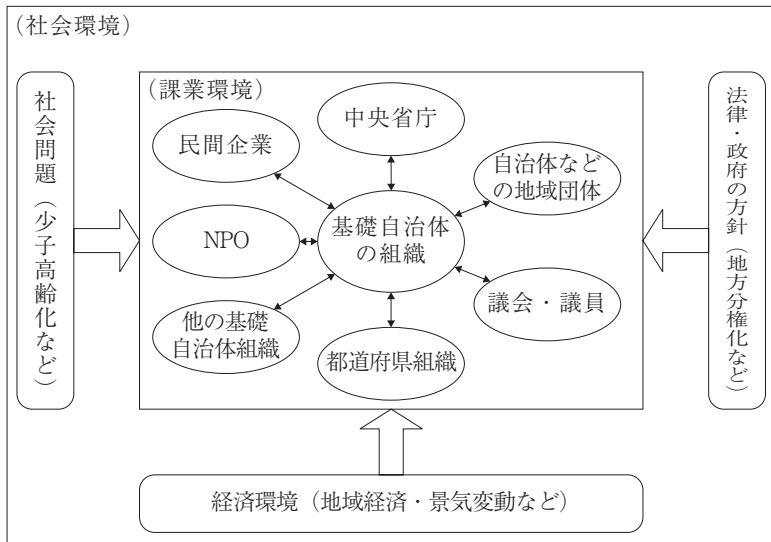 （社会環境）
社会問題（少子高齢化など）
（課業環境）
中央省庁
民間企業
自治体など
の地域団体
基礎自治体
の組織
NPO
議会・議員
他の基礎
自治体組織
都道府県組織
法律・政府の方針（地方分権化など）
経済環境（地域経済・景気変動など）